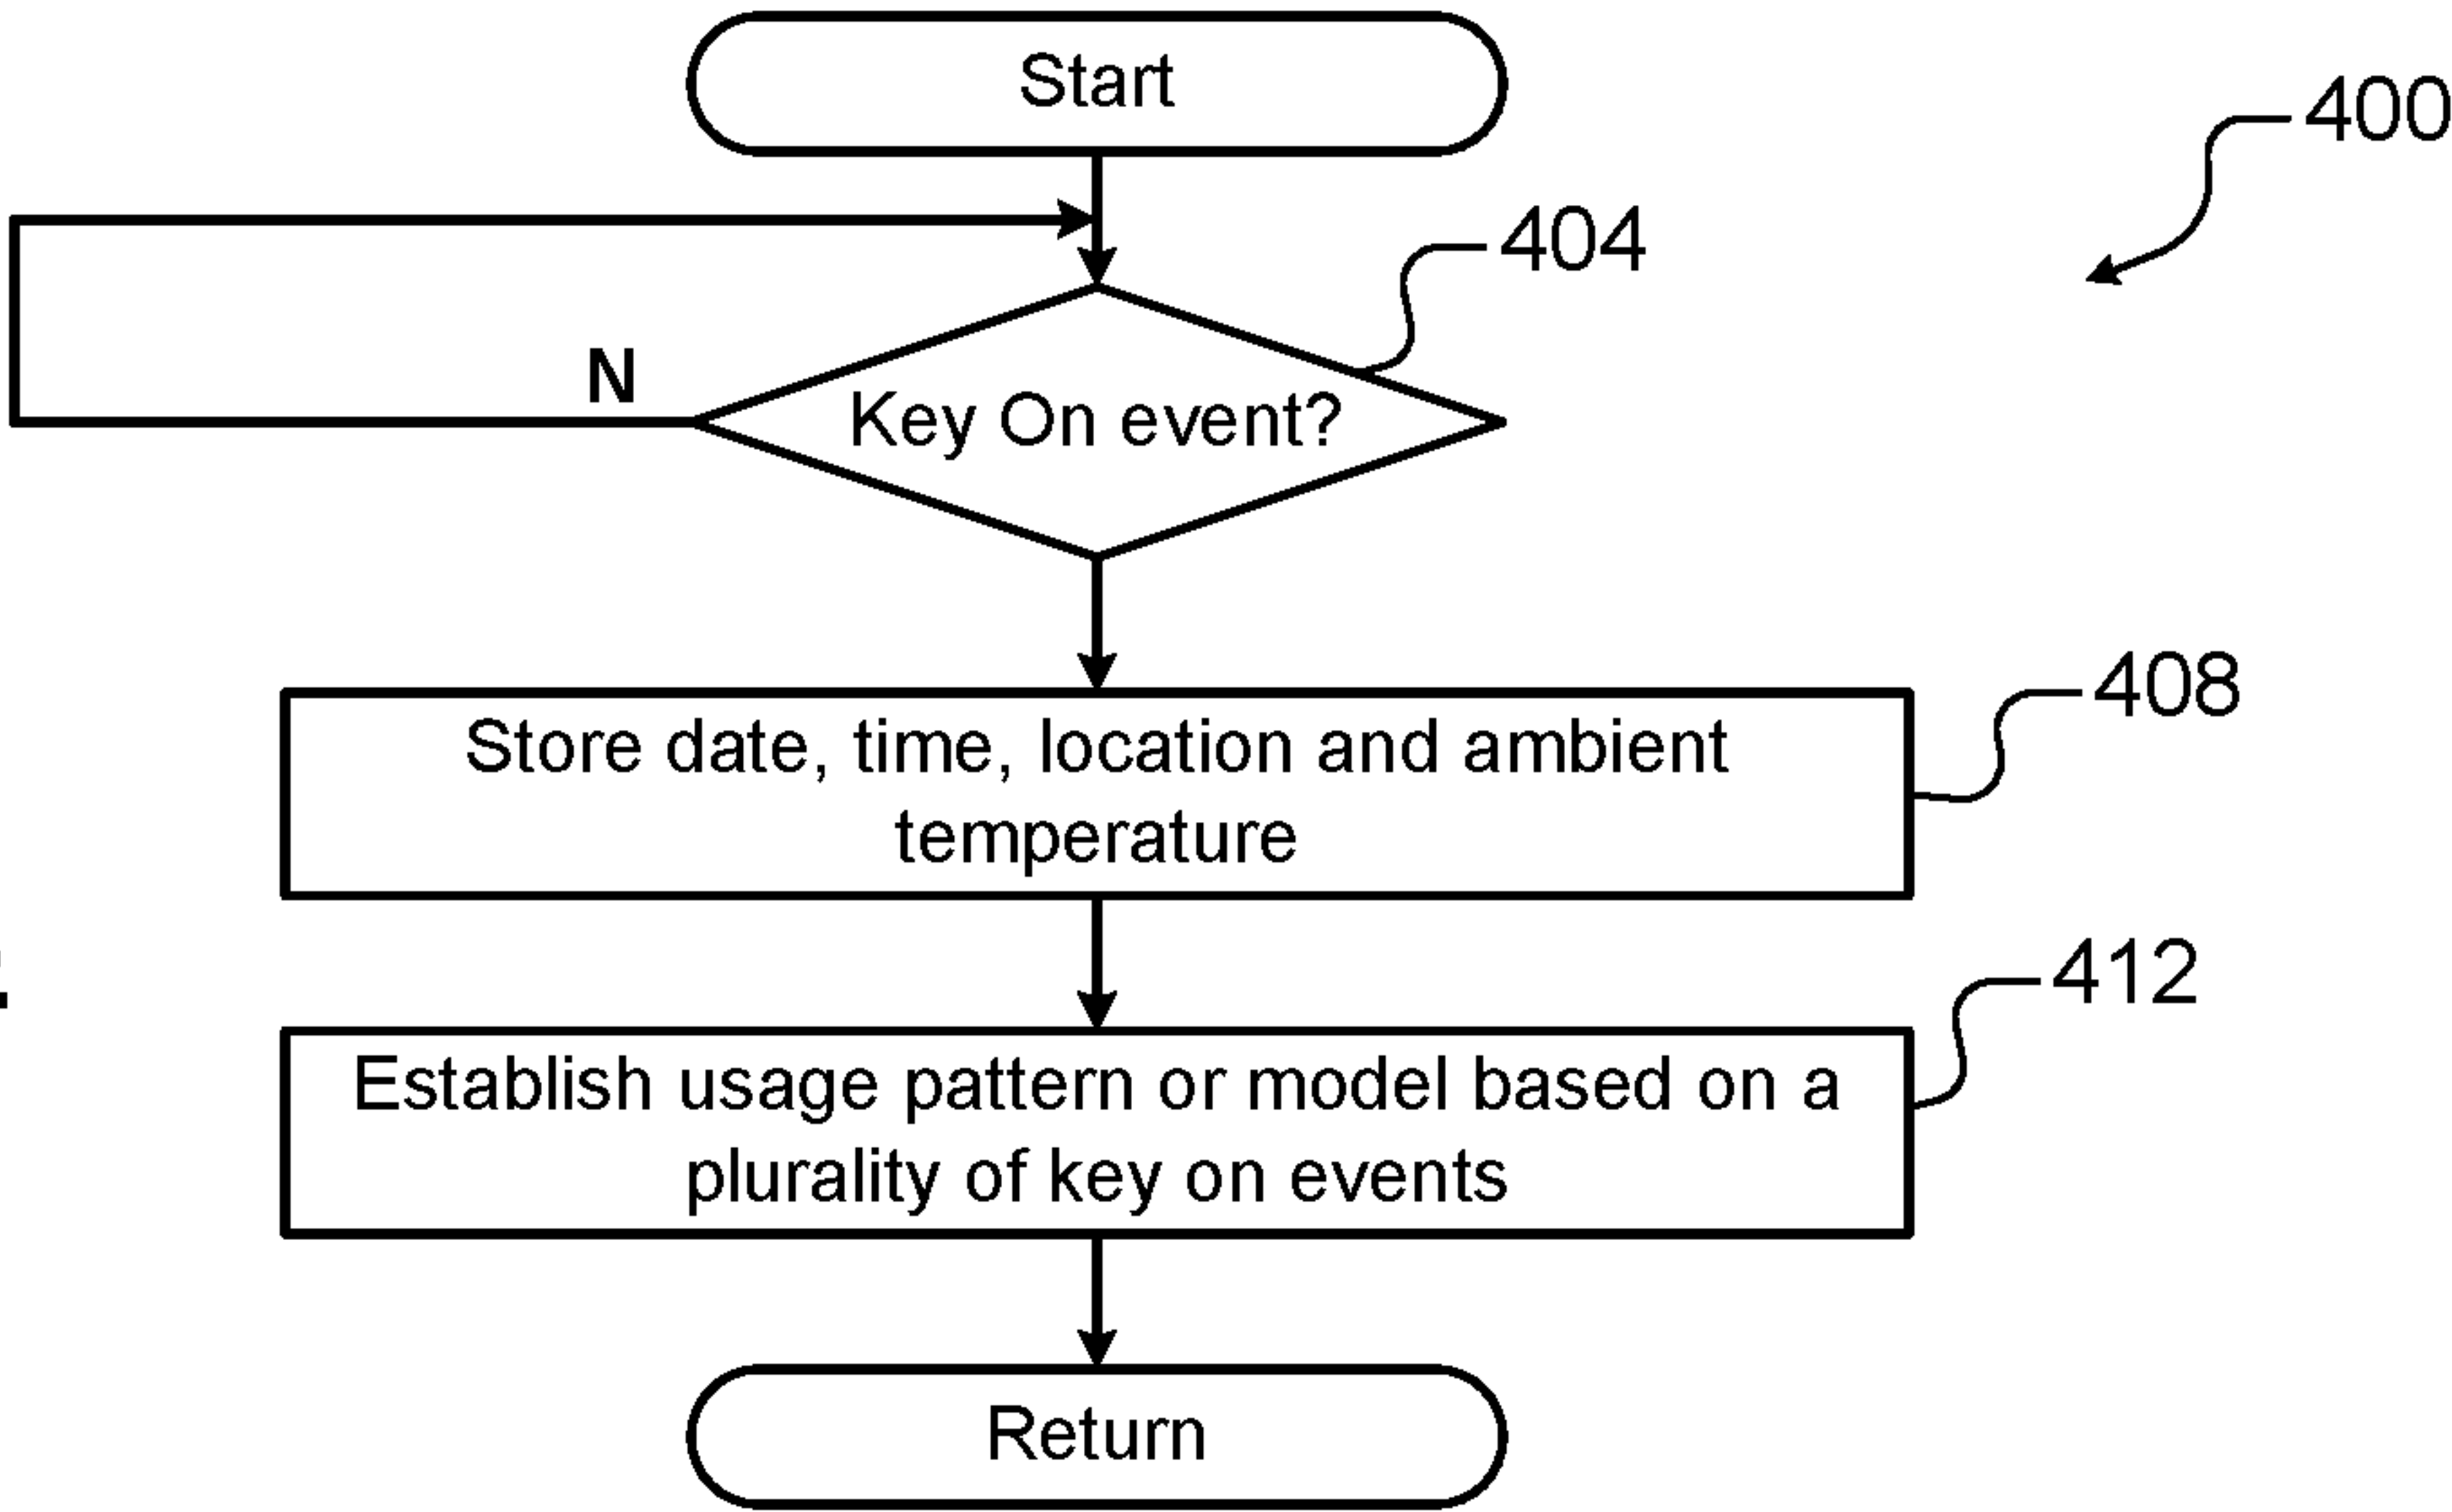 Start
400
404
N
Key On event?
408
Store date, time, location and ambient
temperature
412
Establish usage pattern or model based on a
plurality of key on events
Return